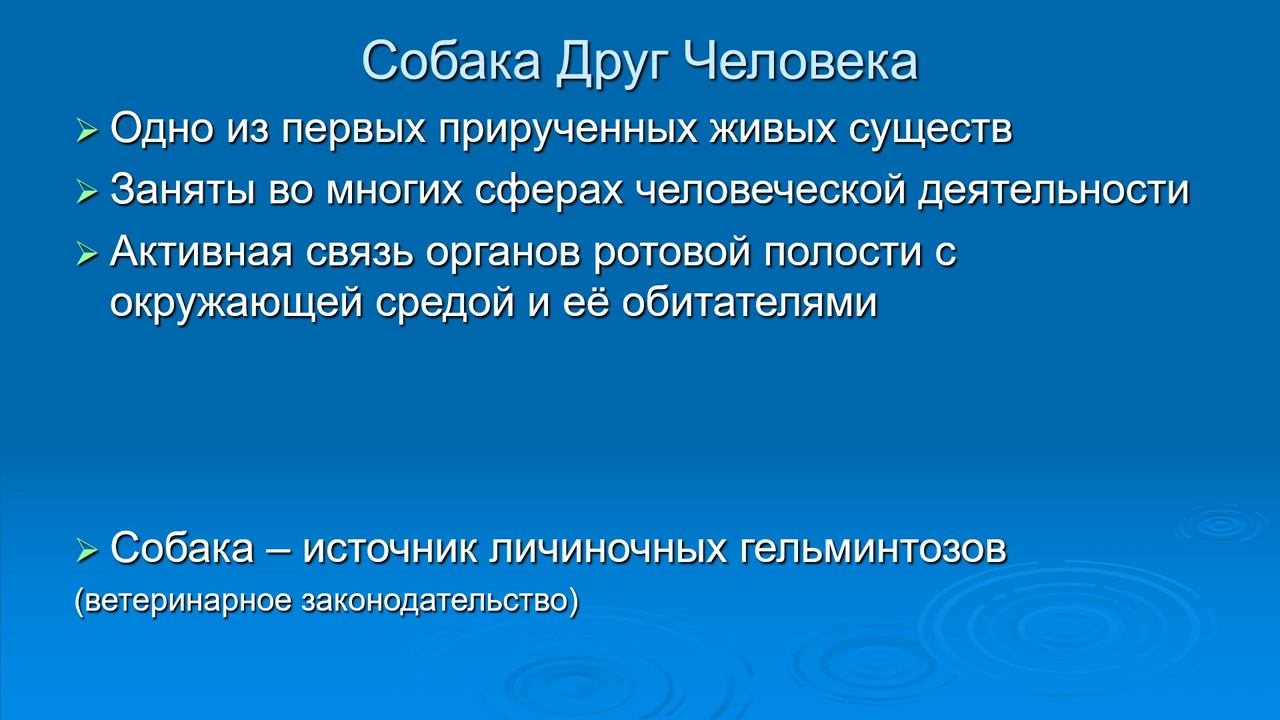 Собака Друг Человека
Одно из первых прирученных живых существ
Заняты во многих сферах человеческой деятельности
Активная связь органов ротовой полости с
окружающей средой и её обитателями
Собака – источник личиночных гельминтозов
(ветеринарное законодательство)